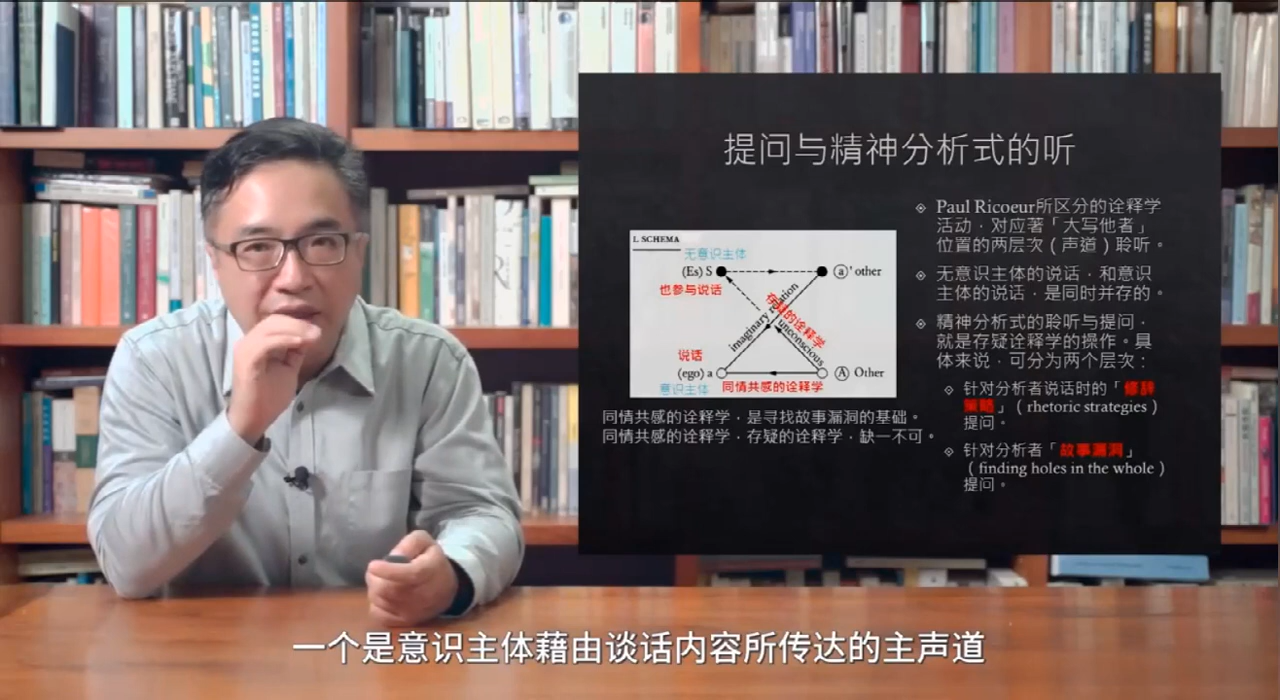 提问与精神分析式的听
L SCHEMA
无意识主体
(Es) S
ⓐ' other
也参与说话
imaginary relation
存疑的诠释学
unconscious
说话
(ego) a
Ⓐ Other
意识主体
同情共感的诠释学
同情共感的诠释学，是寻找故事漏洞的基础。
同情共感的诠释学，存疑的诠释学，缺一不可。
Paul Ricoeur所区分的诠释学
活动，对应著「大写他者」
位置的两层次（声道）聆听。
无意识主体的说话，和意识
主体的说话，是同时并存的。
精神分析式的聆听与提问，
就是存疑诠释学的操作。具
体来说，可分为两个层次：
针对分析者说话时的「修辞
策略」（rhetoric strategies）
提问。
针对分析者「故事漏洞」
（finding holes in the whole）
提问。
一个是意识主体藉由谈话内容所传达的主声道